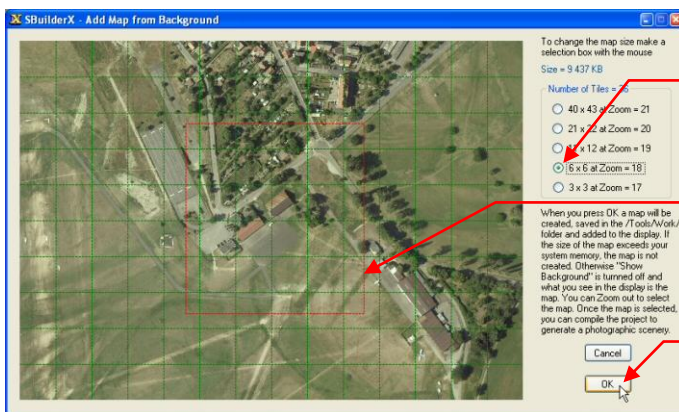 SBuilderX - Add Map from Background
To change the map size make a
selection box with the mouse
Size = 9 437 KB
Number of Tiles = 36
40 x 43 at Zoom = 21
21 x 22 at Zoom = 20
x 12 at Zoom = 19
6 x 6 at Zoom = 18
3 x 3 at Zoom = 17
When you press OK a map will be
created, saved in the /Tools/Work/
folder and added to the display. If
the size of the map exceeds your
system memory, the map is not
created. Otherwise "Show
Background" is turnned off and
what you see in the display is the
map. You can Zoom out to select
the map. Once the map is selected,
you can compile the project to
generate a photographic scenery.
Cancel
OK